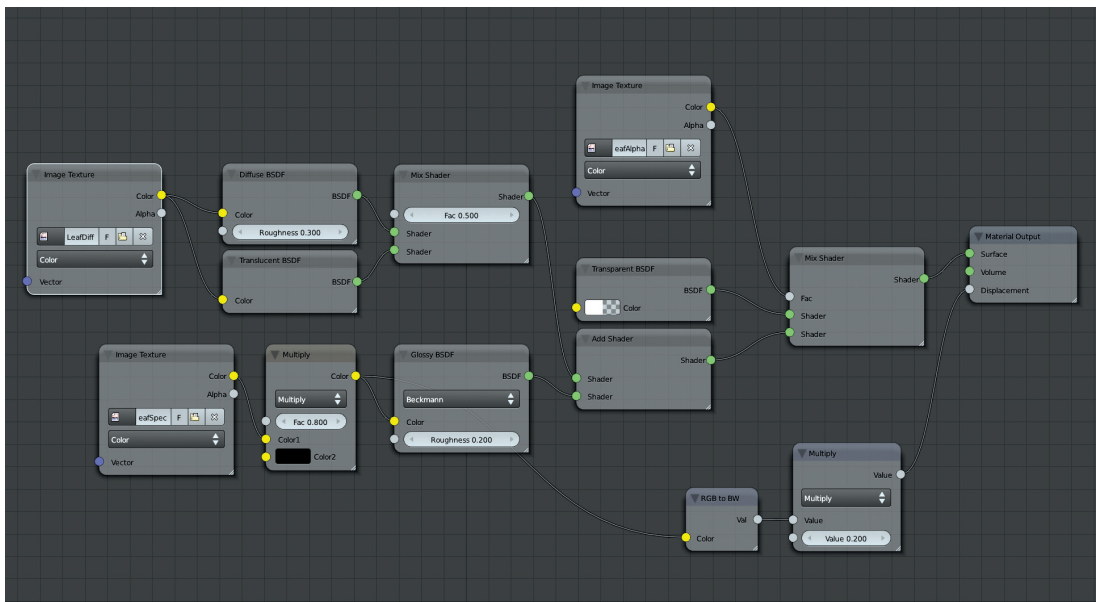 Image Texture
Color
Alpha
eafAlpha F
Color
Vector
Image Texture
Color
Alpha
LeafDiff F
Color
Vector
Diffuse BSDF
BSDF
Color
Roughness 0.300
Translucent BSDF
BSDF
Color
Mix Shader
Shader
Fac 0.500
Shader
Shader
Transparent BSDF
BSDF
Color
Add Shader
Shader
Shader
Shader
Mix Shader
Shader
Fac
Shader
Shader
Material Output
Surface
Volume
Displacement
Image Texture
Color
Alpha
eafSpec F
Color
Vector
Multiply
Color
Multiply
Fac 0.800
Color1
Color2
Glossy BSDF
BSDF
Beckmann
Color
Roughness 0.200
RGB to BW
Val
Color
Multiply
Value
Multiply
Value
Value 0.200